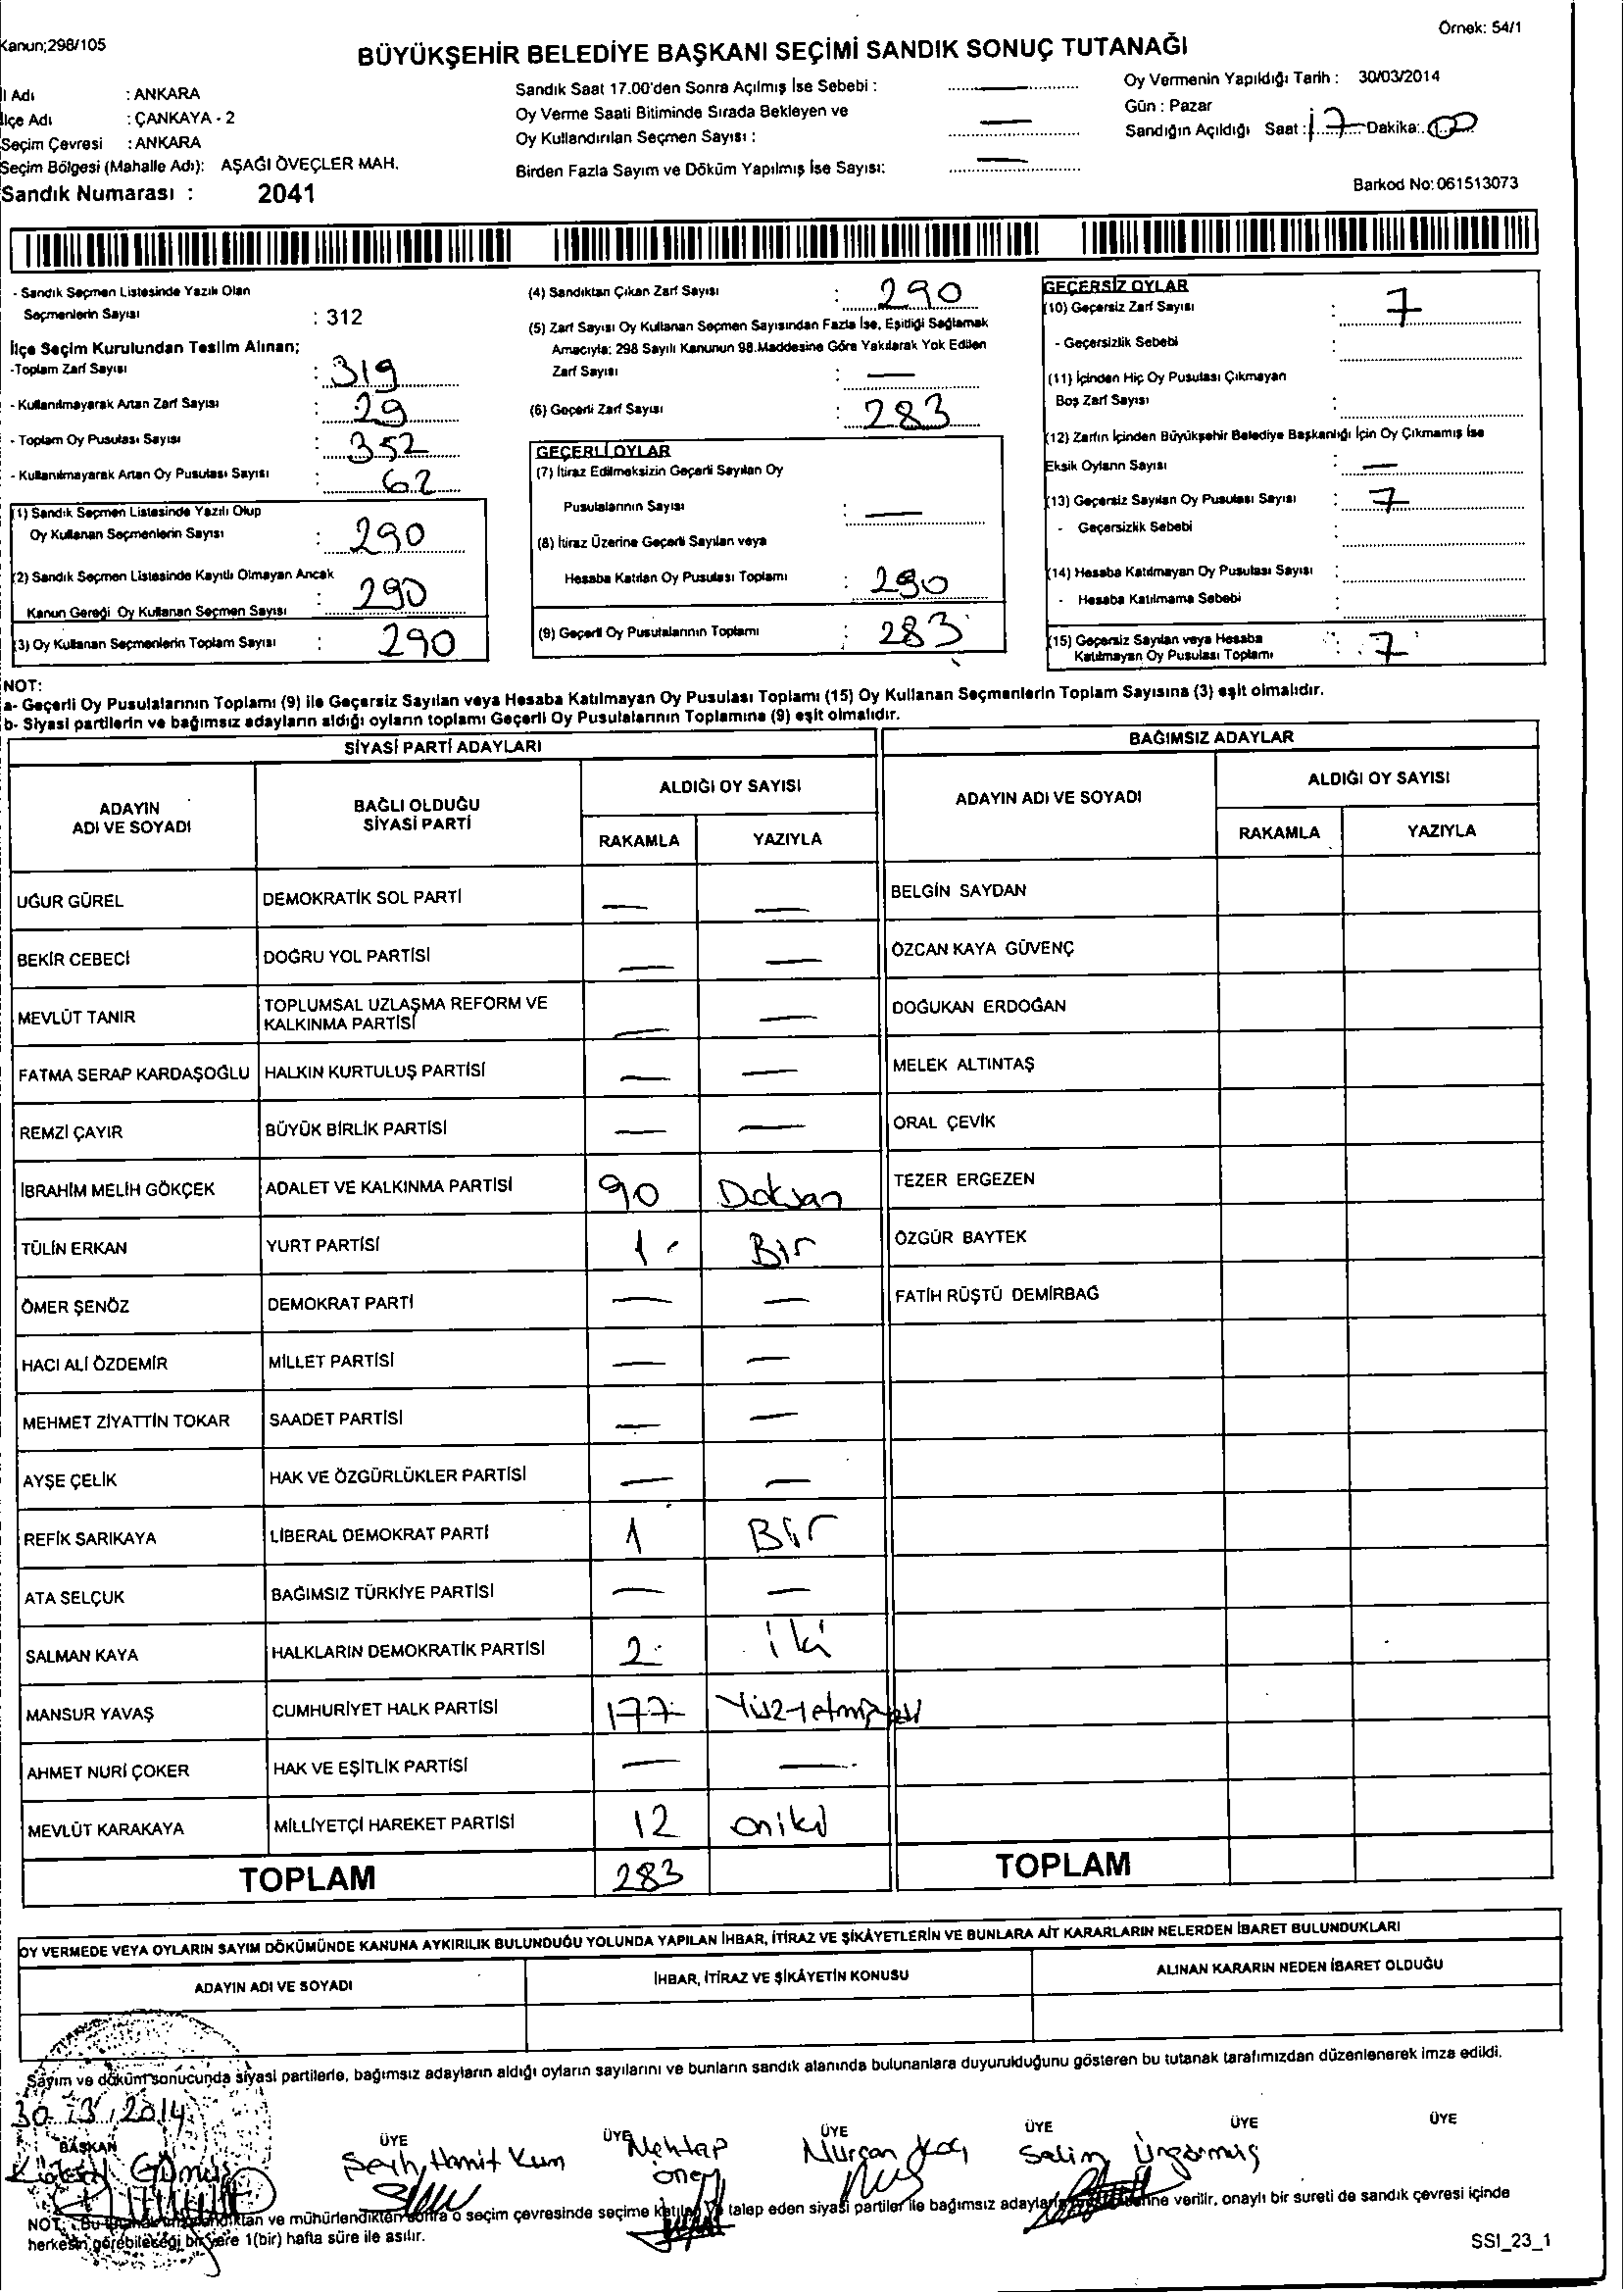 Kanun;298/105
Örnek: 54/1
BÜYÜKŞEHİR BELEDİYE BAŞKANI SEÇİMİ SANDIK SONUÇ TUTANAĞI
İl Adı : ANKARA
İlçe Adı : ÇANKAYA - 2
Seçim Çevresi : ANKARA
Seçim Bölgesi (Mahalle Adı): AŞAĞI ÖVEÇLER MAH.
Sandık Numarası : 2041
Sandık Saat 17.00'den Sonra Açılmış İse Sebebi : —
Oy Verme Saati Bitiminde Sırada Bekleyen ve
Oy Kullandırılan Seçmen Sayısı : —
Birden Fazla Sayım ve Döküm Yapılmış İse Sayısı: —
Oy Vermenin Yapıldığı Tarih : 30/03/2014
Gün : Pazar
Sandığın Açıldığı Saat : 17 Dakika: 00
Barkod No: 061513073
- Sandık Seçmen Listesinde Yazılı Olan
Seçmenlerin Sayısı : 312
İlçe Seçim Kurulundan Teslim Alınan;
-Toplam Zarf Sayısı : 319
- Kullanılmayarak Artan Zarf Sayısı : 29
- Toplam Oy Pusulası Sayısı : 352
- Kullanılmayarak Artan Oy Pusulası Sayısı : 62
(1) Sandık Seçmen Listesinde Yazılı Olup
Oy Kullanan Seçmenlerin Sayısı : 290
(2) Sandık Seçmen Listesinde Kayıtlı Olmayan Ancak
Kanun Gereği Oy Kullanan Seçmen Sayısı : 290
(3) Oy Kullanan Seçmenlerin Toplam Sayısı : 290
(4) Sandıktan Çıkan Zarf Sayısı : 290
(5) Zarf Sayısı Oy Kullanan Seçmen Sayısından Fazla İse, Eşitliği Sağlamak
Amacıyla; 298 Sayılı Kanunun 98.Maddesine Göre Yakılarak Yok Edilen
Zarf Sayısı : —
(6) Geçerli Zarf Sayısı : 283
GEÇERLİ OYLAR
(7) İtiraz Edilmeksizin Geçerli Sayılan Oy
Pusulalarının Sayısı : —
(8) İtiraz Üzerine Geçerli Sayılan veya
Hesaba Katılan Oy Pusulası Toplamı : 290
(9) Geçerli Oy Pusulalarının Toplamı : 283
GEÇERSİZ OYLAR
(10) Geçersiz Zarf Sayısı : 7
- Geçersizlik Sebebi :
(11) İçinden Hiç Oy Pusulası Çıkmayan
Boş Zarf Sayısı :
(12) Zarfın İçinden Büyükşehir Belediye Başkanlığı İçin Oy Çıkmamış İse
Eksik Oyların Sayısı : —
(13) Geçersiz Sayılan Oy Pusulası Sayısı : 7
- Geçersizlik Sebebi :
(14) Hesaba Katılmayan Oy Pusulası Sayısı :
- Hesaba Katılmama Sebebi :
(15) Geçersiz Sayılan veya Hesaba
Katılmayan Oy Pusulası Toplamı : 7
NOT:
a- Geçerli Oy Pusulalarının Toplamı (9) ile Geçersiz Sayılan veya Hesaba Katılmayan Oy Pusulası Toplamı (15) Oy Kullanan Seçmenlerin Toplam Sayısına (3) eşit olmalıdır.
b- Siyasi partilerin ve bağımsız adayların aldığı oyların toplamı Geçerli Oy Pusulalarının Toplamına (9) eşit olmalıdır.
SİYASİ PARTİ ADAYLARI
BAĞIMSIZ ADAYLAR
ADAYIN
ADI VE SOYADI
BAĞLI OLDUĞU
SİYASİ PARTİ
ALDIĞI OY SAYISI
RAKAMLA YAZIYLA
ADAYIN ADI VE SOYADI
ALDIĞI OY SAYISI
RAKAMLA YAZIYLA
UĞUR GÜREL DEMOKRATİK SOL PARTİ — — BELGİN SAYDAN
BEKİR CEBECİ DOĞRU YOL PARTİSİ — — ÖZCAN KAYA GÜVENÇ
MEVLÜT TANIR TOPLUMSAL UZLAŞMA REFORM VE
KALKINMA PARTİSİ — — DOĞUKAN ERDOĞAN
FATMA SERAP KARDAŞOĞLU HALKIN KURTULUŞ PARTİSİ — — MELEK ALTINTAŞ
REMZİ ÇAYIR BÜYÜK BİRLİK PARTİSİ — — ORAL ÇEVİK
İBRAHİM MELİH GÖKÇEK ADALET VE KALKINMA PARTİSİ 90 Doksan TEZER ERGEZEN
TÜLİN ERKAN YURT PARTİSİ 1 Bir ÖZGÜR BAYTEK
ÖMER ŞENÖZ DEMOKRAT PARTİ — — FATİH RÜŞTÜ DEMİRBAĞ
HACI ALİ ÖZDEMİR MİLLET PARTİSİ — —
MEHMET ZİYATTİN TOKAR SAADET PARTİSİ — —
AYŞE ÇELİK HAK VE ÖZGÜRLÜKLER PARTİSİ — —
REFİK SARIKAYA LİBERAL DEMOKRAT PARTİ 1 Bir
ATA SELÇUK BAĞIMSIZ TÜRKİYE PARTİSİ — —
SALMAN KAYA HALKLARIN DEMOKRATİK PARTİSİ 2 iki
MANSUR YAVAŞ CUMHURİYET HALK PARTİSİ 177
AHMET NURİ ÇOKER HAK VE EŞİTLİK PARTİSİ — —
MEVLÜT KARAKAYA MİLLİYETÇİ HAREKET PARTİSİ 12 oniki
TOPLAM 283 TOPLAM
OY VERMEDE VEYA OYLARIN SAYIM DÖKÜMÜNDE KANUNA AYKIRILIK BULUNDUĞU YOLUNDA YAPILAN İHBAR, İTİRAZ VE ŞİKÂYETLERİN VE BUNLARA AİT KARARLARIN NELERDEN İBARET BULUNDUKLARI
ADAYIN ADI VE SOYADI İHBAR, İTİRAZ VE ŞİKÂYETİN KONUSU ALINAN KARARIN NEDEN İBARET OLDUĞU
Sayım ve döküm sonucunda siyasi partilerle, bağımsız adayların aldığı oyların sayılarını ve bunların sandık alanında bulunanlara duyurulduğunu gösteren bu tutanak tarafımızdan düzenlenerek imza edildi.
30 / 3 / 2014
BAŞKAN ÜYE ÜYE ÜYE ÜYE ÜYE ÜYE
Hamit Mehtap Nurcan Koç Salim
Öney
NOT: Bu ve mühürlendikten sonra o seçim çevresinde seçime katılan ve talep eden siyasi partiler ile bağımsız verilir, onaylı bir sureti de sandık çevresi içinde
herkesin görebileceği bir yere 1(bir) hafta süre ile asılır.
SSI_23_1